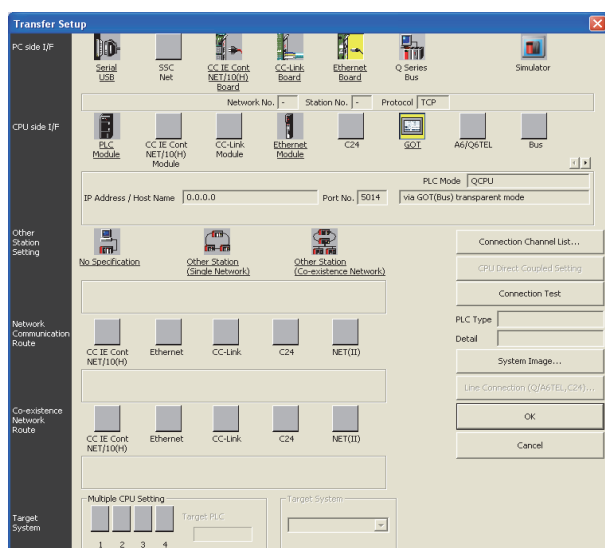 Transfer Setup
PC side I/F
Serial USB
SSC Net
CC IE Cont NET/10(H) Board
CC-Link Board
Ethernet Board
Q Series Bus
Simulator
Network No. - Station No. - Protocol TCP
CPU side I/F
PLC Module
CC IE Cont NET/10(H) Module
CC-Link Module
Ethernet Module
C24
GOT
A6/Q6TEL
Bus
PLC Mode QCPU
IP Address / Host Name 0.0.0.0 Port No. 5014 via GOT(Bus) transparent mode
Other Station Setting
No Specification
Other Station (Single Network)
Other Station (Co-existence Network)
Connection Channel List...
CPU Direct Coupled Setting
Connection Test
PLC Type
Detail
System Image...
Line Connection (Q/A6TEL,C24)...
OK
Cancel
Network Communication Route
CC IE Cont NET/10(H)
Ethernet
CC-Link
C24
NET(II)
Co-existence Network Route
CC IE Cont NET/10(H)
Ethernet
CC-Link
C24
NET(II)
Target System
Multiple CPU Setting
1 2 3 4
Target PLC
Target System